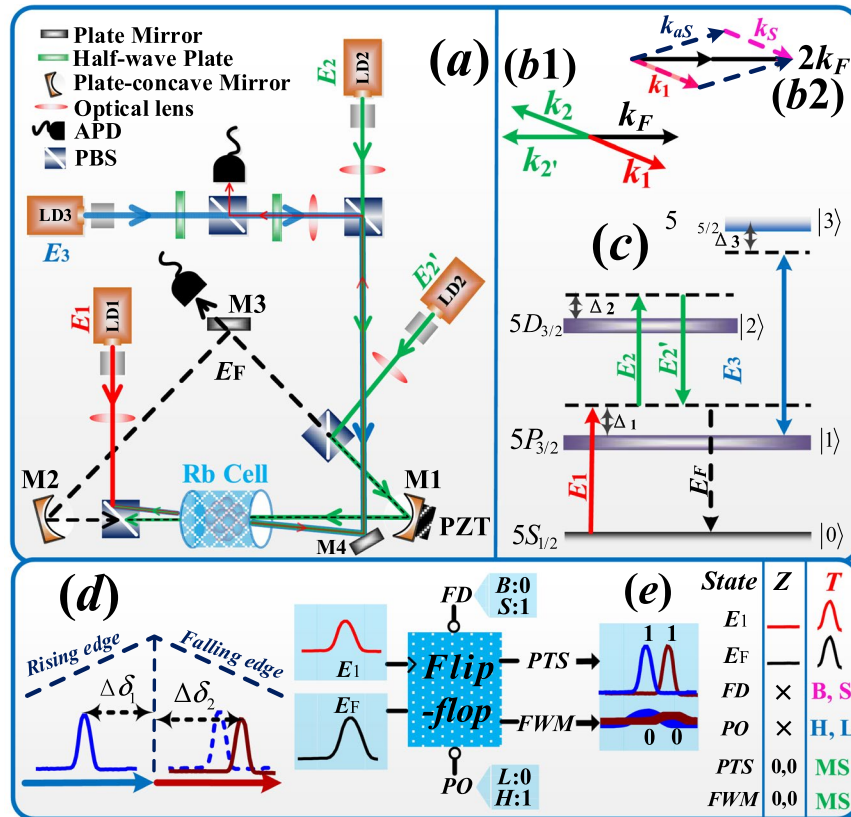 Plate Mirror
Half-wave Plate
Plate-concave Mirror
Optical lens
APD
PBS
(a)
E2
LD2
LD3
E3
E1
LD1
M3
EF
E2'
LD2
M2
Rb Cell
M1
PZT
M4
(b1)
k2
k2'
kF
k1
kaS
kS
k1
2kF
(b2)
(c)
5 5/2
Δ3
|3⟩
5D3/2
Δ2
|2⟩
E2
E2'
E3
5P3/2
Δ1
|1⟩
E1
EF
5S1/2
|0⟩
(d)
Rising edge
Falling edge
Δδ1
Δδ2
(e)
FD
B:0
S:1
E1
EF
Flip
-flop
PTS
FWM
PO
L:0
H:1
1 1
0 0
State Z T
E1
EF
FD × B, S
PO × H, L
PTS 0,0 MS
FWM 0,0 MS